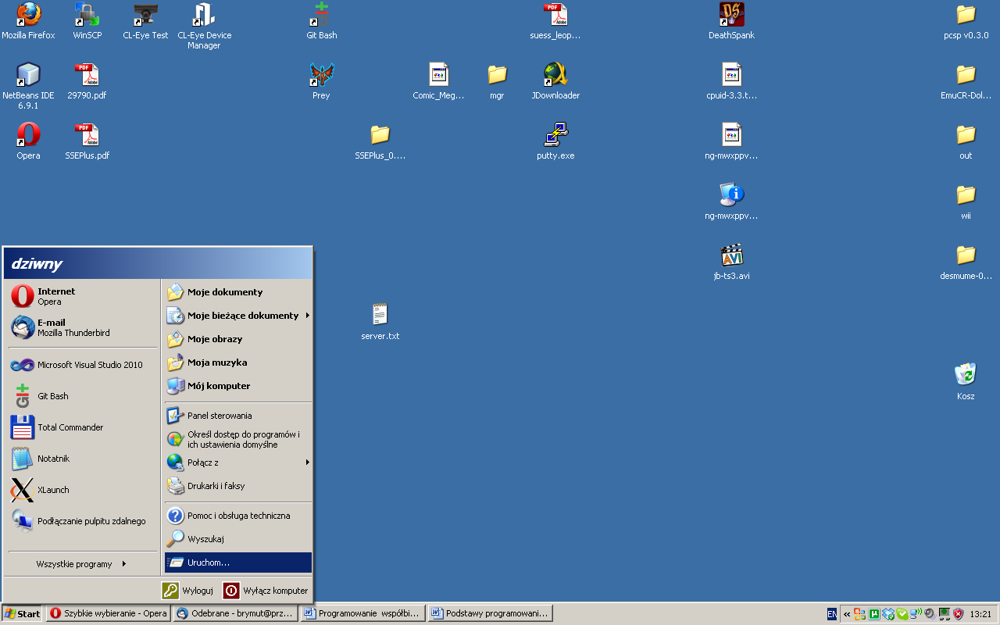 Mozilla Firefox
WinSCP
CL-Eye Test
CL-Eye Device
Manager
Git Bash
suess_leop...
DeathSpank
pcsp v0.3.0
NetBeans IDE
6.9.1
29790.pdf
Prey
Comic_Meg...
mgr
JDownloader
cpuid-3.3.t...
EmuCR-Dol...
Opera
SSEPlus.pdf
SSEPlus_0....
putty.exe
ng-mwxppv...
out
ng-mwxppv...
wii
jb-ts3.avi
desmume-0...
server.txt
Kosz
dziwny
Internet
Opera
E-mail
Mozilla Thunderbird
Microsoft Visual Studio 2010
Git Bash
Total Commander
Notatnik
XLaunch
Podłączanie pulpitu zdalnego
Wszystkie programy
Moje dokumenty
Moje bieżące dokumenty
Moje obrazy
Moja muzyka
Mój komputer
Panel sterowania
Określ dostęp do programów i
ich ustawienia domyślne
Połącz z
Drukarki i faksy
Pomoc i obsługa techniczna
Wyszukaj
Uruchom...
Wyloguj
Wyłącz komputer
Start
Szybkie wybieranie - Opera
Odebrane - brymut@prz...
Programowanie współbi...
Podstawy programowani...
EN
13:21